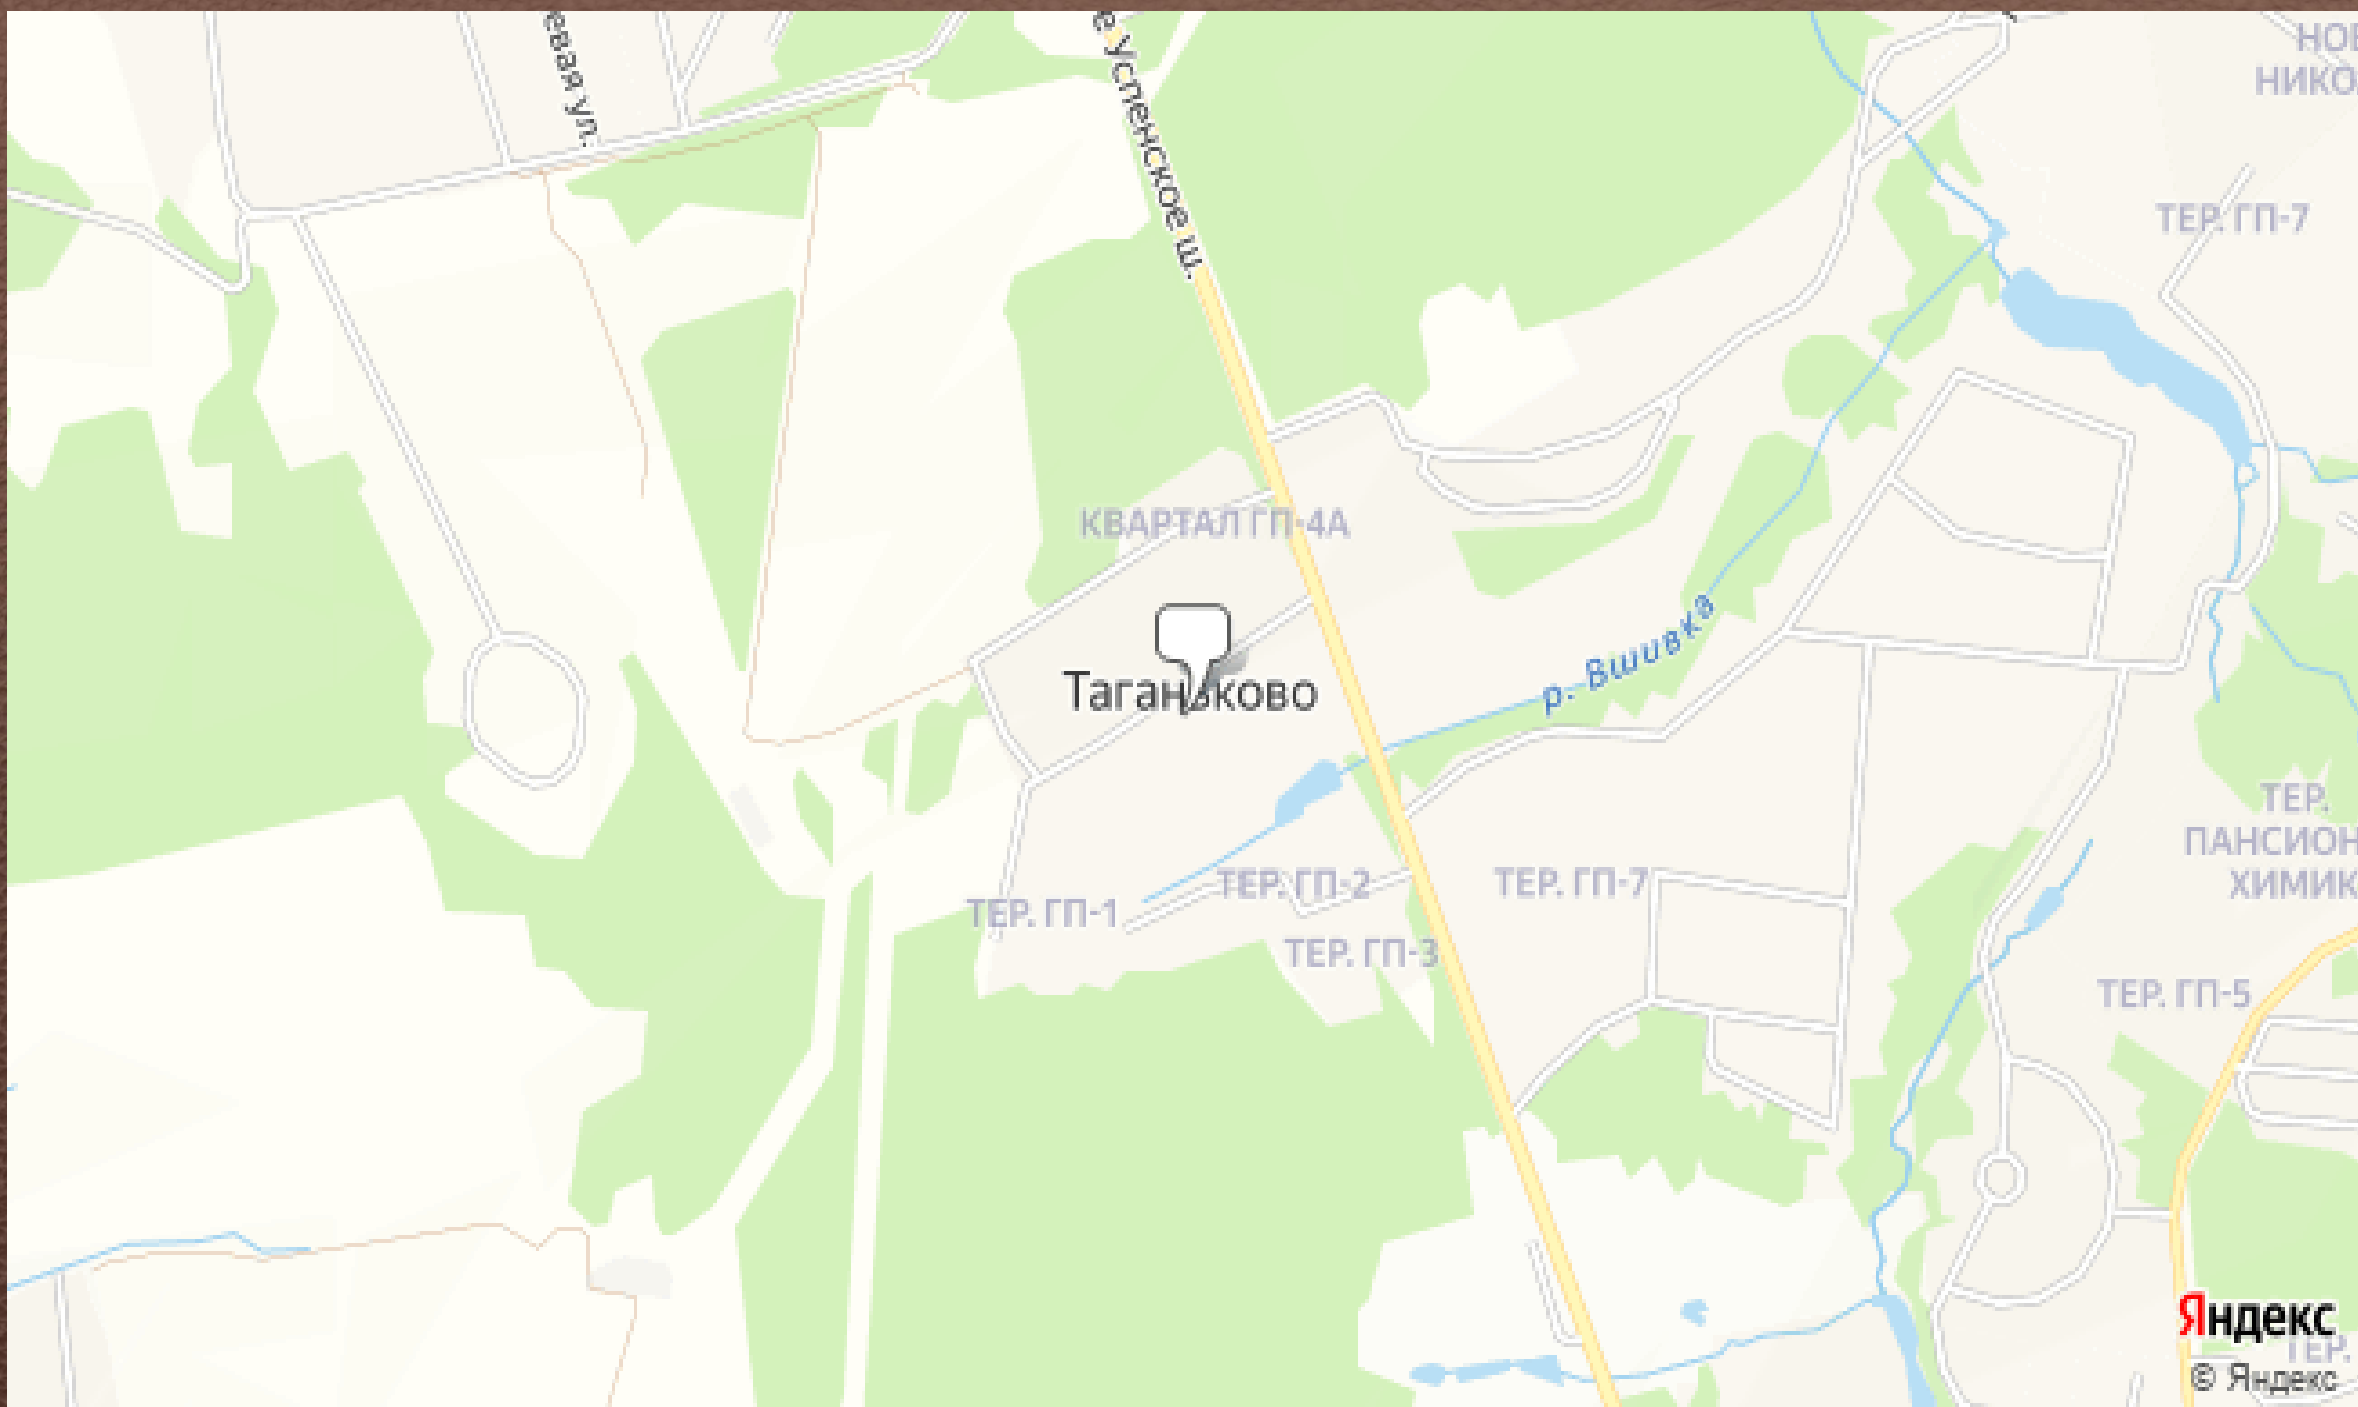 евая ул.
е Успенское ш.
НОВ
НИКО
ТЕР. ГП-7
КВАРТАЛ ГП-4А
р. Вшивка
Таганьково
ТЕР.
ПАНСИОН
ХИМИК
ТЕР. ГП-2
ТЕР. ГП-7
ТЕР. ГП-1
ТЕР. ГП-3
ТЕР. ГП-5
Яндекс
ТЕР.
© Яндекс